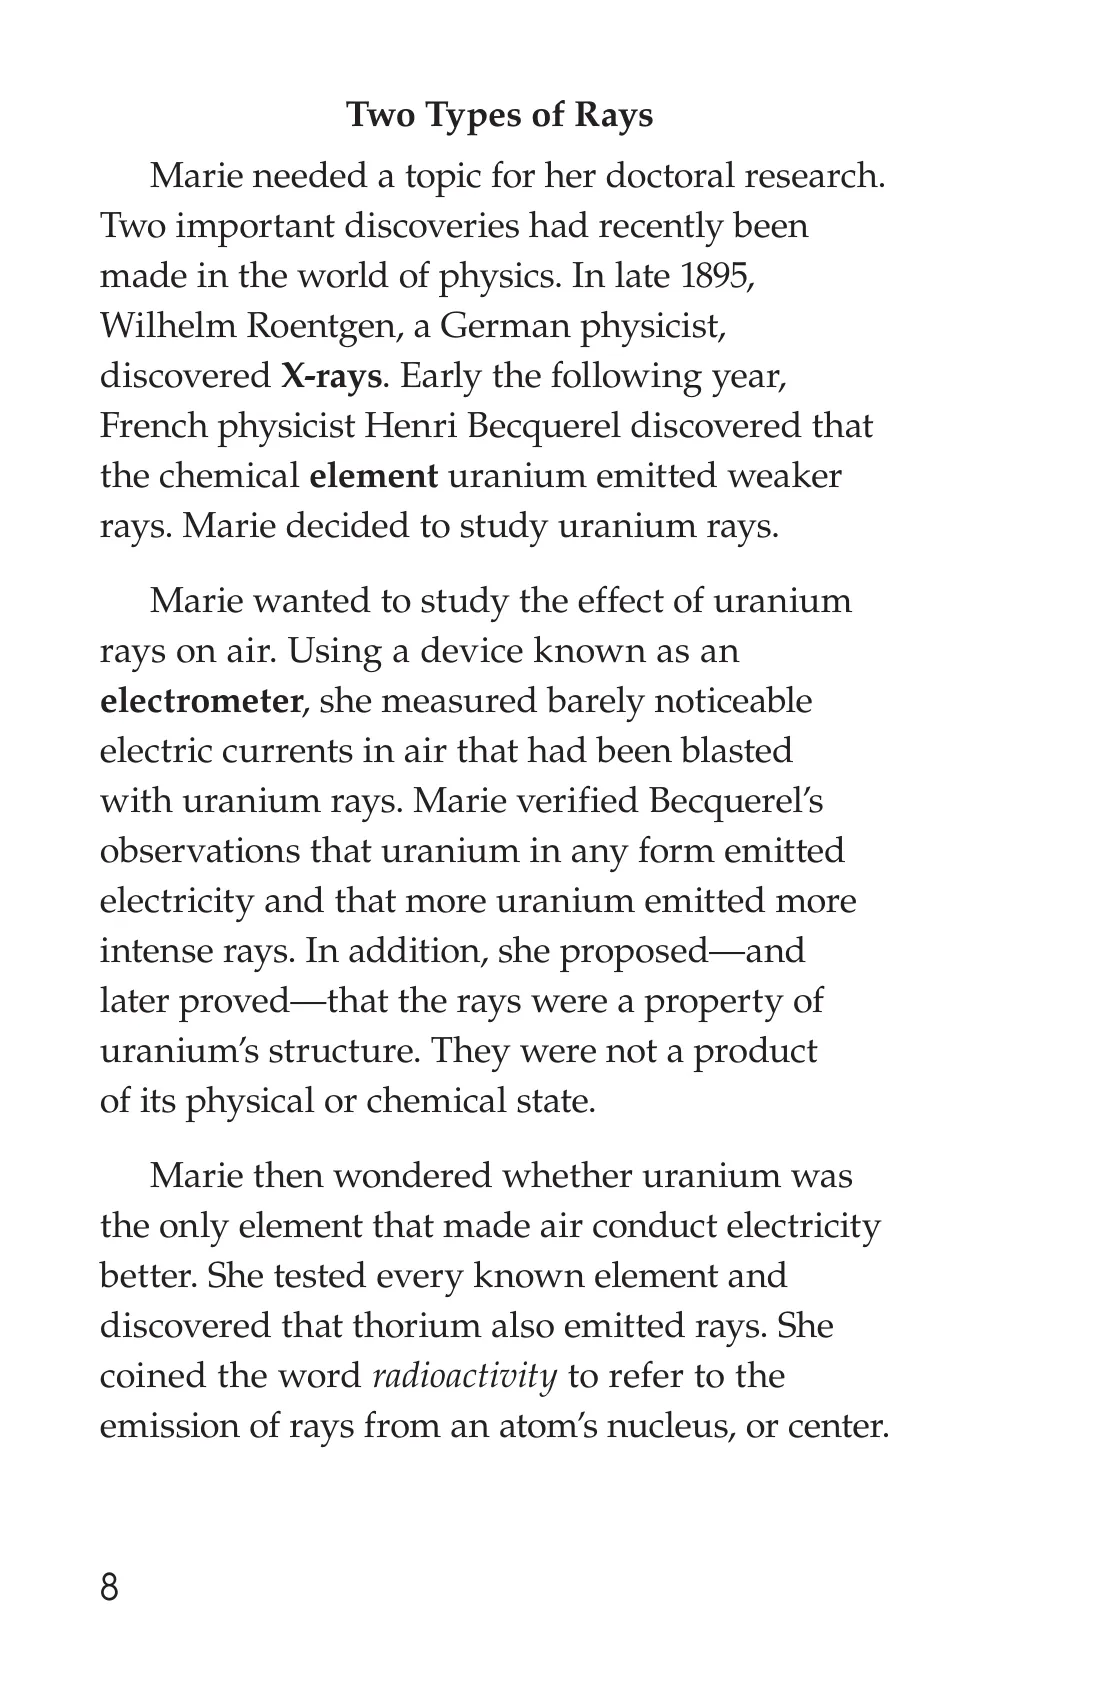 Two Types of Rays
Marie needed a topic for her doctoral research.
Two important discoveries had recently been
made in the world of physics. In late 1895,
Wilhelm Roentgen, a German physicist,
discovered X-rays. Early the following year,
French physicist Henri Becquerel discovered that
the chemical element uranium emitted weaker
rays. Marie decided to study uranium rays.
Marie wanted to study the effect of uranium
rays on air. Using a device known as an
electrometer, she measured barely noticeable
electric currents in air that had been blasted
with uranium rays. Marie verified Becquerel’s
observations that uranium in any form emitted
electricity and that more uranium emitted more
intense rays. In addition, she proposed—and
later proved—that the rays were a property of
uranium’s structure. They were not a product
of its physical or chemical state.
Marie then wondered whether uranium was
the only element that made air conduct electricity
better. She tested every known element and
discovered that thorium also emitted rays. She
coined the word radioactivity to refer to the
emission of rays from an atom’s nucleus, or center.
8